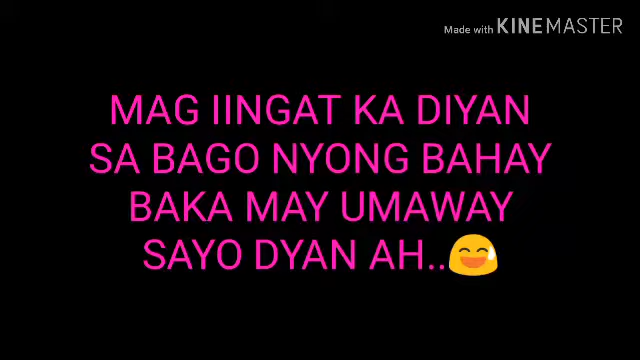 Made with KINEMASTER
MAG IINGAT KA DIYAN
SA BAGO NYONG BAHAY
BAKA MAY UMAWAY
SAYO DYAN AH..😅